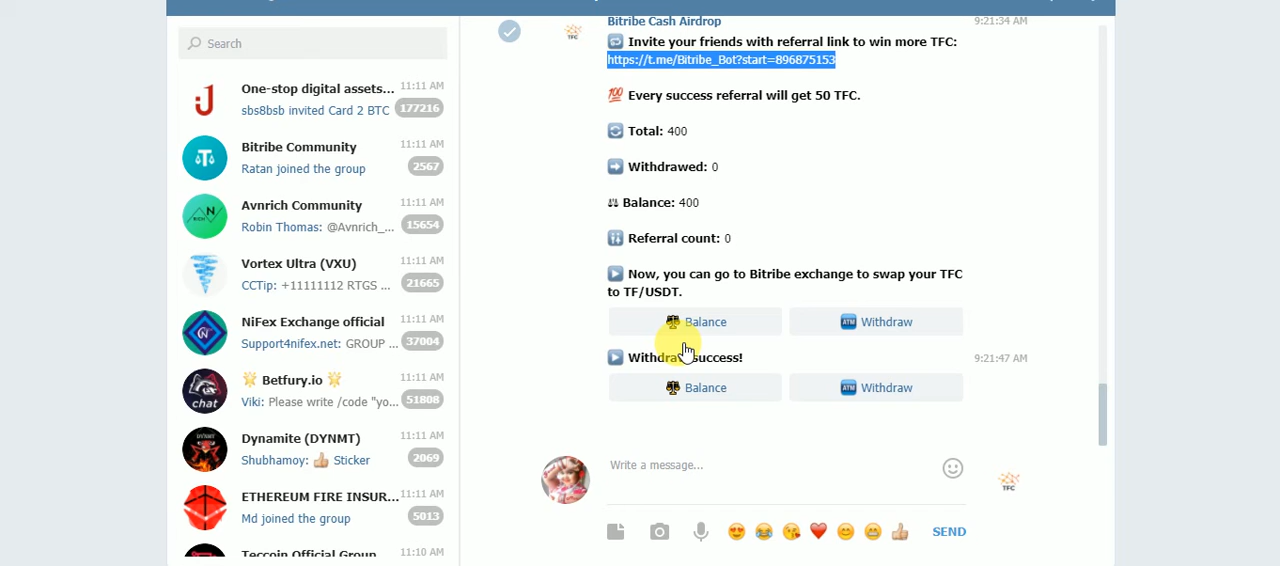 Search
One-stop digital assets... 11:11 AM
sbs8bsb invited Card 2 BTC 177216
Bitribe Community 11:11 AM
Ratan joined the group 2567
Avnrich Community 11:11 AM
Robin Thomas: @Avnrich_... 15654
Vortex Ultra (VXU) 11:11 AM
CCTip: +11111112 RTGS ... 21665
NiFex Exchange official 11:11 AM
Support4nifex.net: GROUP ... 37004
Betfury.io 11:11 AM
Viki: Please write /code "yo... 51808
chat
Dynamite (DYNMT) 11:11 AM
Shubhamoy: 👍 Sticker 2069
ETHEREUM FIRE INSUR... 11:11 AM
Md joined the group 5013
Teccoin Official Group 11:10 AM
Bitribe Cash Airdrop 9:21:34 AM
TFC
Invite your friends with referral link to win more TFC:
https://t.me/Bitribe_Bot?start=896875153
💯 Every success referral will get 50 TFC.
Total: 400
Withdrawed: 0
Balance: 400
Referral count: 0
Now, you can go to Bitribe exchange to swap your TFC
to TF/USDT.
Balance Withdraw
Withdraw success! 9:21:47 AM
Balance Withdraw
Write a message...
TFC
SEND